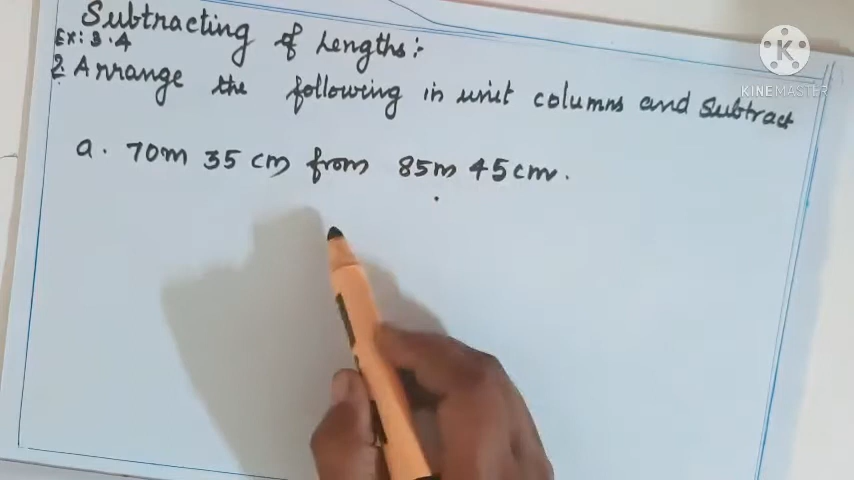 Subtracting of Lengths:-
Ex: 3.4
2. Arrange the following in unit columns and subtract
a. 70m 35 cm from 85m 45cm.
KINEMASTER